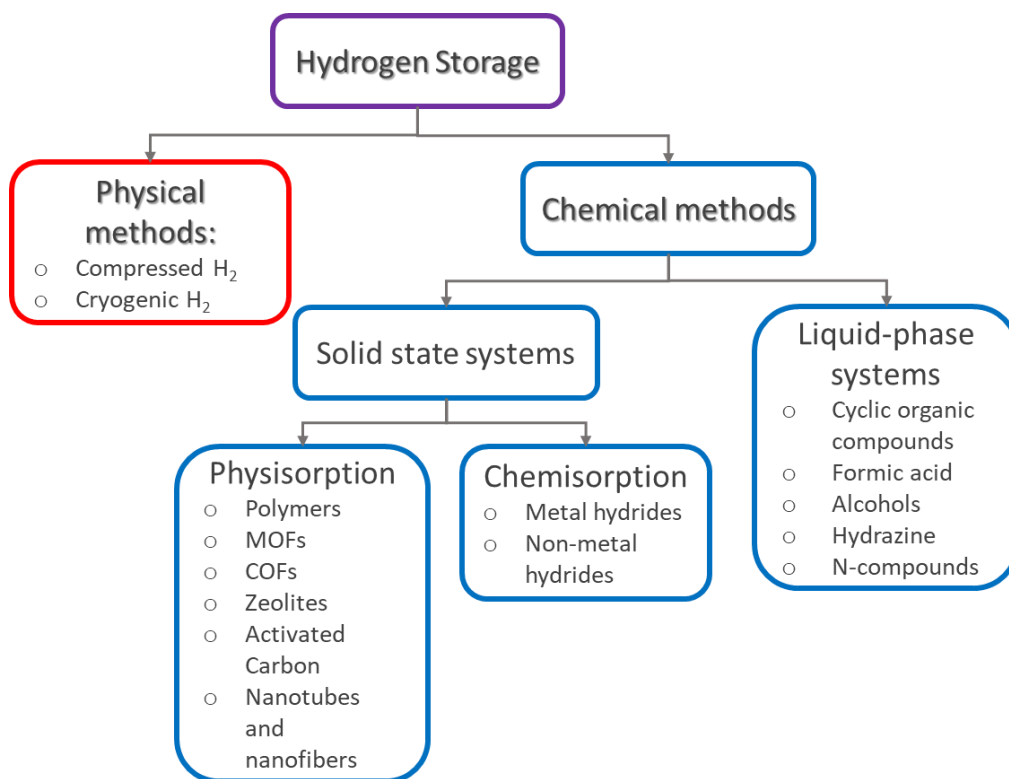 Hydrogen Storage
Physical
methods:
○ Compressed H₂
○ Cryogenic H₂
Chemical methods
Solid state systems
Liquid-phase
systems
○ Cyclic organic
compounds
○ Formic acid
○ Alcohols
○ Hydrazine
○ N-compounds
Physisorption
○ Polymers
○ MOFs
○ COFs
○ Zeolites
○ Activated
Carbon
○ Nanotubes
and
nanofibers
Chemisorption
○ Metal hydrides
○ Non-metal
hydrides